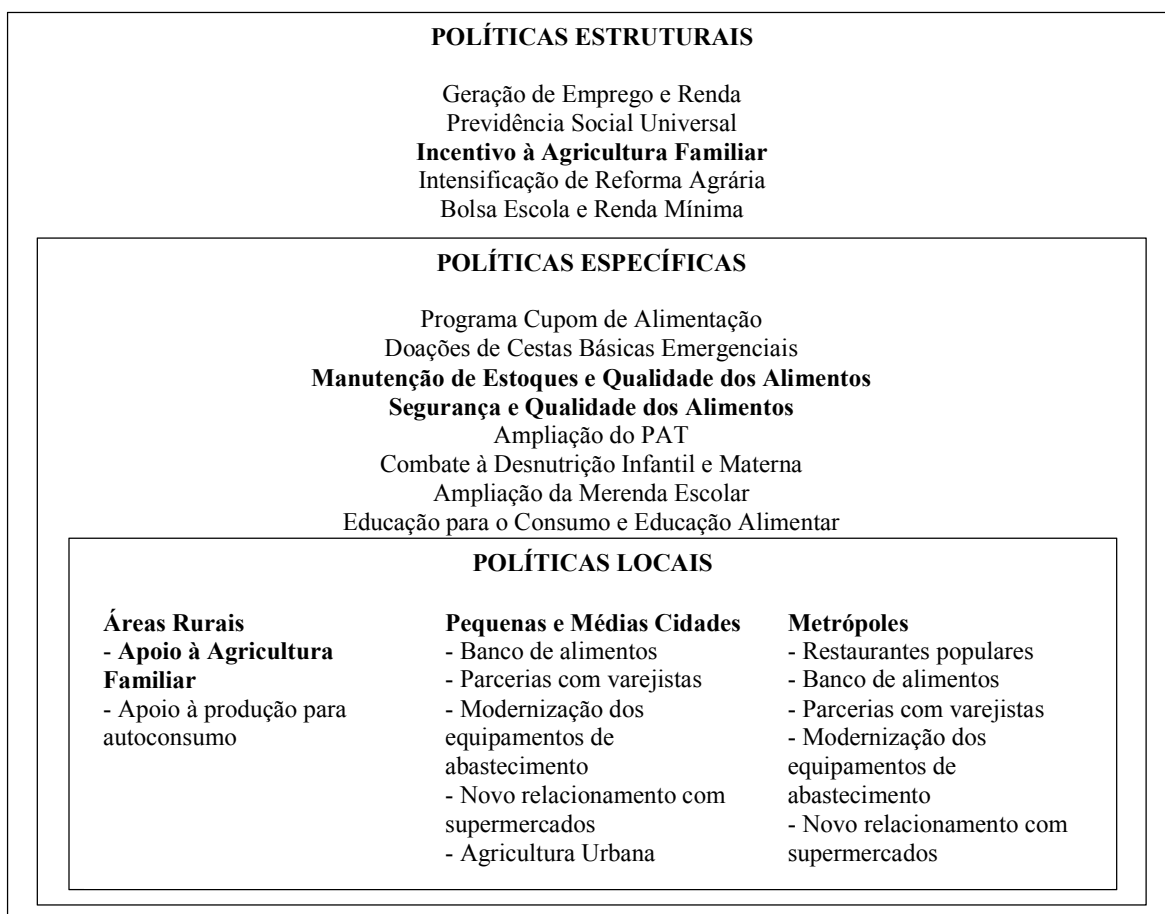 POLÍTICAS ESTRUTURAIS
Geração de Emprego e Renda
Previdência Social Universal
Incentivo à Agricultura Familiar
Intensificação de Reforma Agrária
Bolsa Escola e Renda Mínima
POLÍTICAS ESPECÍFICAS
Programa Cupom de Alimentação
Doações de Cestas Básicas Emergenciais
Manutenção de Estoques e Qualidade dos Alimentos
Segurança e Qualidade dos Alimentos
Ampliação do PAT
Combate à Desnutrição Infantil e Materna
Ampliação da Merenda Escolar
Educação para o Consumo e Educação Alimentar
POLÍTICAS LOCAIS
Áreas Rurais
- Apoio à Agricultura
Familiar
- Apoio à produção para
autoconsumo
Pequenas e Médias Cidades
- Banco de alimentos
- Parcerias com varejistas
- Modernização dos
equipamentos de
abastecimento
- Novo relacionamento com
supermercados
- Agricultura Urbana
Metrópoles
- Restaurantes populares
- Banco de alimentos
- Parcerias com varejistas
- Modernização dos
equipamentos de
abastecimento
- Novo relacionamento com
supermercados